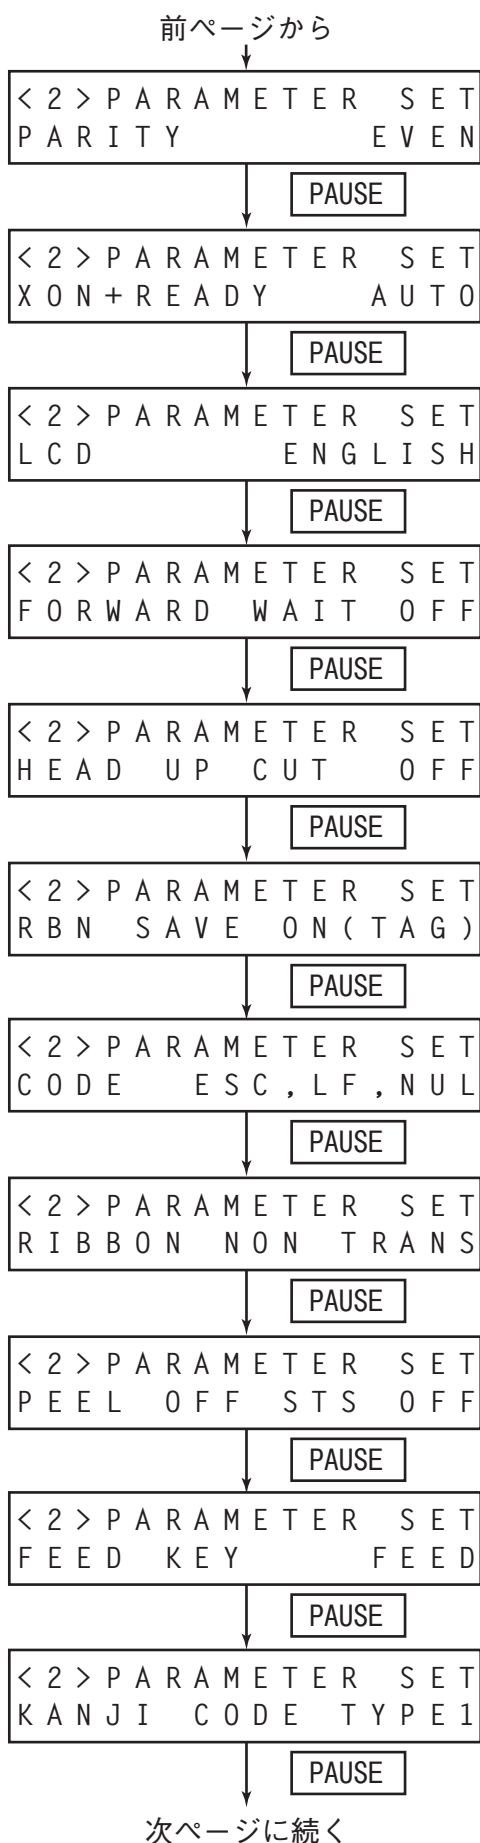 前ページから
<2>PARAMETER SET
PARITY EVEN
PAUSE
<2>PARAMETER SET
XON+READY AUTO
PAUSE
<2>PARAMETER SET
LCD ENGLISH
PAUSE
<2>PARAMETER SET
FORWARD WAIT OFF
PAUSE
<2>PARAMETER SET
HEAD UP CUT OFF
PAUSE
<2>PARAMETER SET
RBN SAVE ON(TAG)
PAUSE
<2>PARAMETER SET
CODE ESC,LF,NUL
PAUSE
<2>PARAMETER SET
RIBBON NON TRANS
PAUSE
<2>PARAMETER SET
PEEL OFF STS OFF
PAUSE
<2>PARAMETER SET
FEED KEY FEED
PAUSE
<2>PARAMETER SET
KANJI CODE TYPE1
PAUSE
次ページに続く